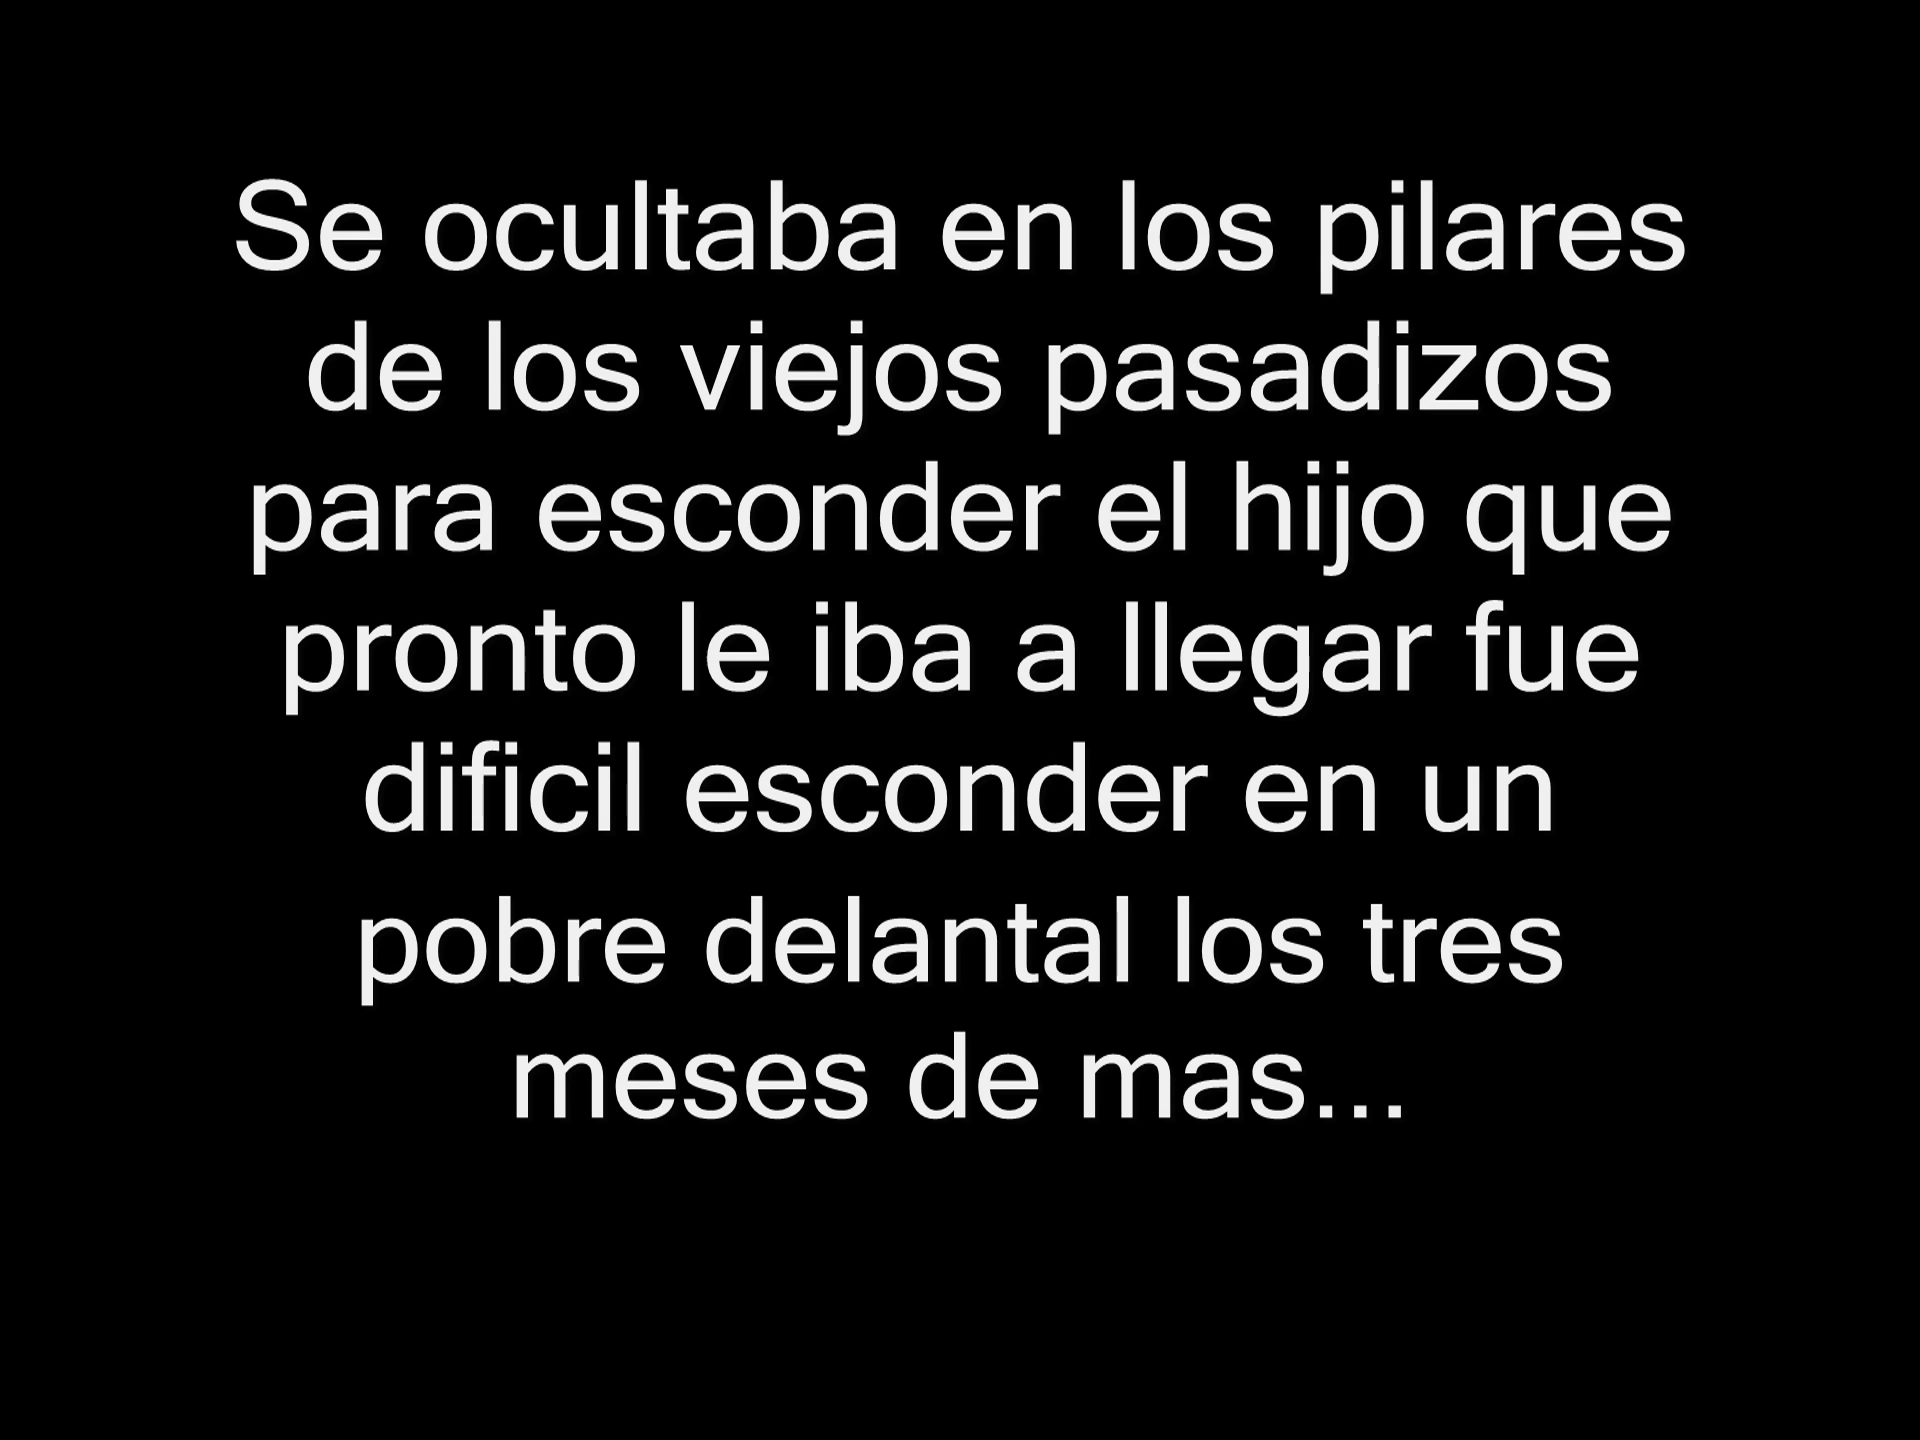 Se ocultaba en los pilares
de los viejos pasadizos
para esconder el hijo que
pronto le iba a llegar fue
dificil esconder en un
pobre delantal los tres
meses de mas...